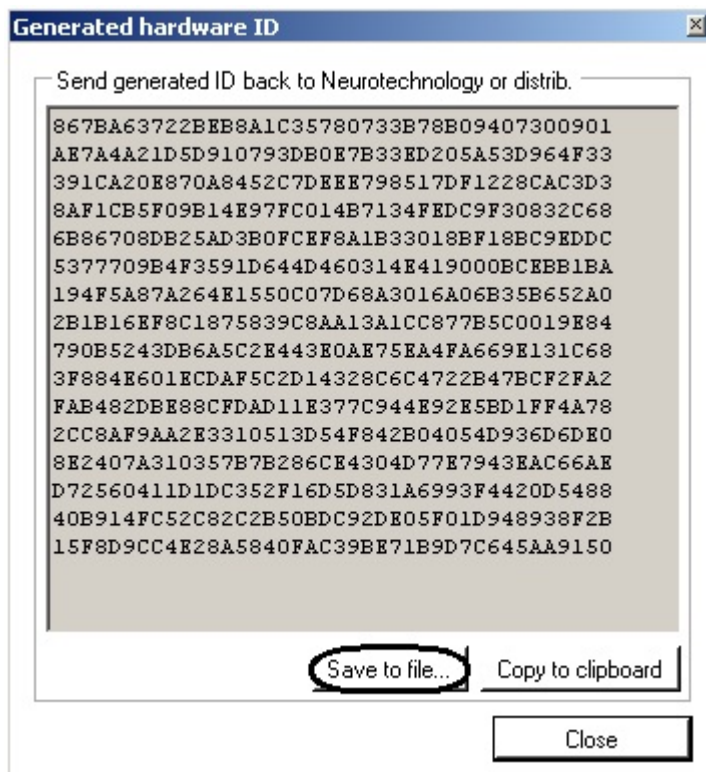 Generated hardware ID
Send generated ID back to Neurotechnology or distrib.
867BA63722BEB8A1C35780733B78B09407300901
AE7A4A21D5D910793DB0E7B33ED205A53D964F33
391CA20E870A8452C7DEEE798517DF1228CAC3D3
8AF1CB5F09B14E97FC014B7134FEDC9F30832C68
6B86708DB25AD3B0FCEF8A1B33018BF18BC9EDDC
5377709B4F3591D644D460314E419000BCEBB1BA
194F5A87A264E1550C07D68A3016A06B35B652A0
2B1B16EF8C1875839C8AA13A1CC877B5C0019E84
790B5243DB6A5C2E443E0AE75EA4FA669E131C68
3F884E601ECDAF5C2D14328C6C4722B47BCF2FA2
FAB482DBE88CFDAD11E377C944E92E5BD1FF4A78
2CC8AF9AA2E3310513D54F842B04054D936D6DE0
8E2407A310357B7B286CE4304D77E7943EAC66AE
D72560411D1DC352F16D5D831A6993F4420D5488
40B914FC52C82C2B50BDC92DE05F01D948938F2B
15F8D9CC4E28A5840FAC39BE71B9D7C645AA9150
Save to file... Copy to clipboard
Close